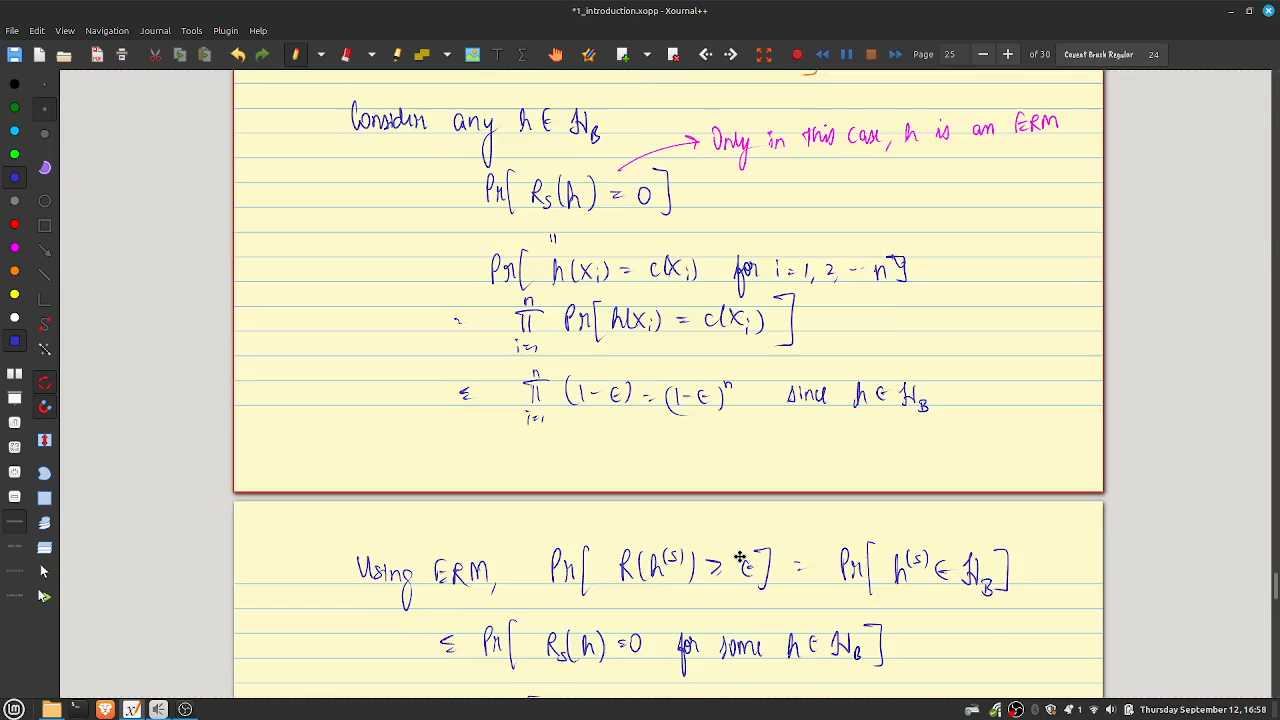 *1_introduction.xopp - Xournal++
File Edit View Navigation Journal Tools Plugin Help
Page 25 of 30 Caveat Brush Regular 24
Consider any h ∈ ℋ_B
Only in this case, h is an ERM
Pr[ R_S(h) = 0 ]
"
Pr[ h(x_i) = c(x_i) for i = 1, 2, ... n ]
= ∏_{i=1}^{n} Pr[ h(x_i) = c(x_i) ]
≤ ∏_{i=1}^{n} (1-ϵ) = (1-ϵ)^n since h ∈ ℋ_B
Using ERM, Pr[ R(h^(S)) ≥ ϵ ] = Pr[ h^(S) ∈ ℋ_B ]
≤ Pr[ R_S(h) = 0 for some h ∈ ℋ_B ]
1 Thursday September 12, 16:58